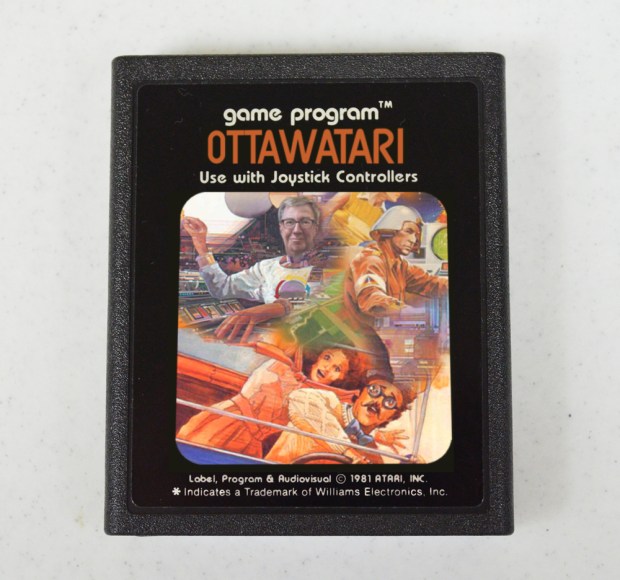 game program™
OTTAWATARI
Use with Joystick Controllers
Label, Program & Audiovisual © 1981 ATARI, INC.
* Indicates a Trademark of Williams Electronics, Inc.